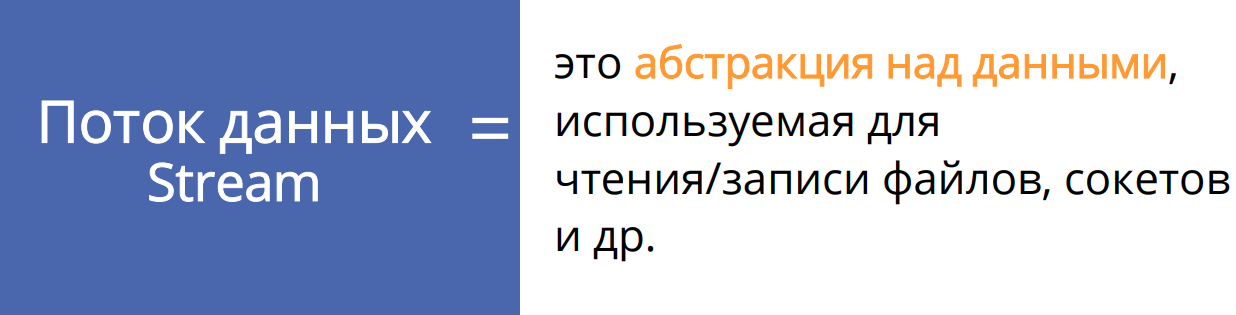 Поток данных =
Stream
это абстракция над данными,
используемая для
чтения/записи файлов, сокетов
и др.